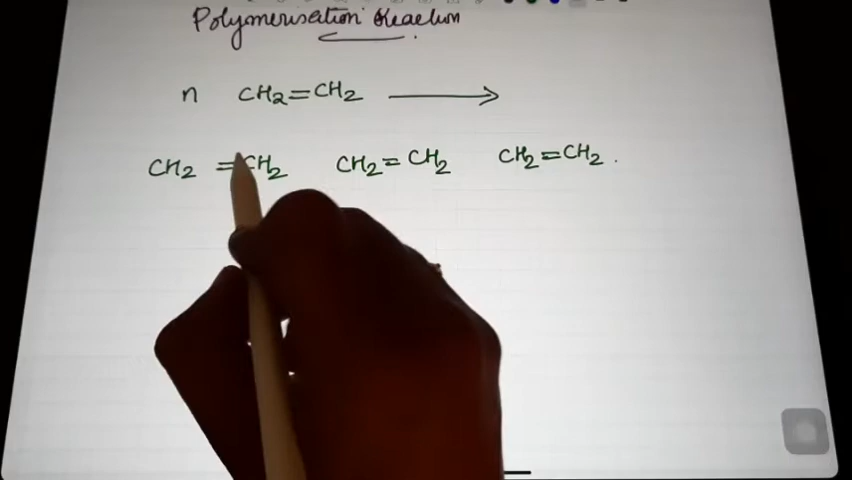 Polymerisation Reaction
n CH2=CH2 ⟶
CH2 =CH2 CH2=CH2 CH2=CH2 .